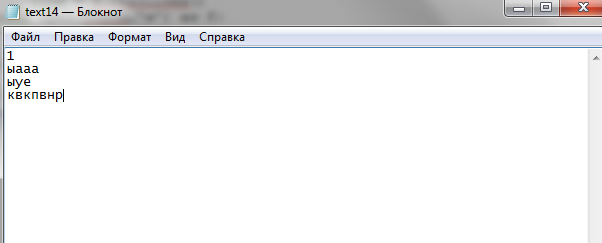 text14 — Блокнот
Файл Правка Формат Вид Справка
1
ыааа
ыуе
квкпвнр